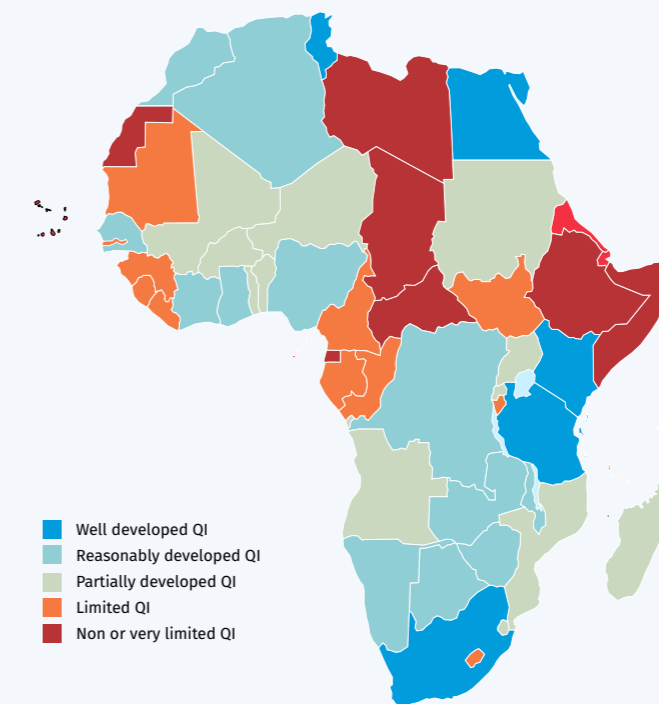 Well developed QI
Reasonably developed QI
Partially developed QI
Limited QI
Non or very limited QI